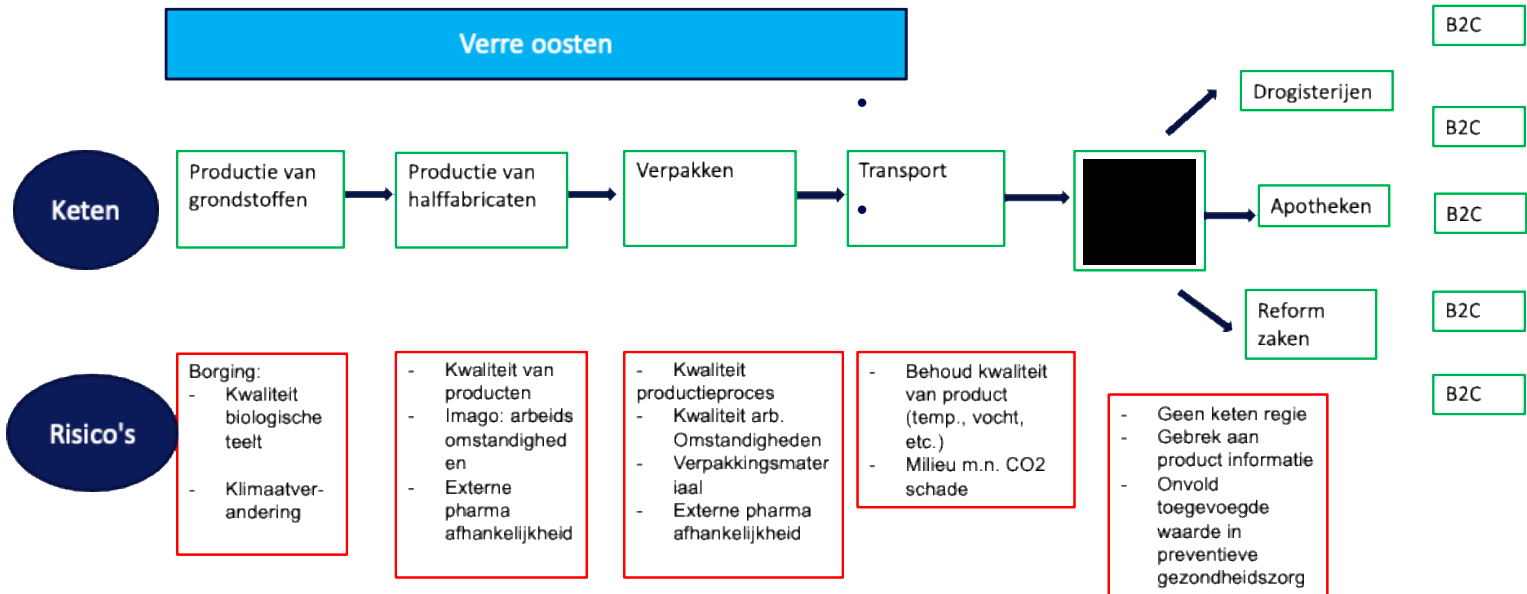 Verre oosten
Keten
Productie van
grondstoffen
Productie van
halffabricaten
Verpakken
Transport
Drogisterijen
Apotheken
Reform
zaken
B2C
B2C
B2C
B2C
B2C
Risico's
Borging:
- Kwaliteit
biologische
teelt
- Klimaatver-
andering
- Kwaliteit van
producten
- Imago: arbeids
omstandighed
en
- Externe
pharma
afhankelijkheid
- Kwaliteit
productieproces
- Kwaliteit arb.
Omstandigheden
- Verpakkingsmater
iaal
- Externe pharma
afhankelijkheid
- Behoud kwaliteit
van product
(temp., vocht,
etc.)
- Milieu m.n. CO2
schade
- Geen keten regie
- Gebrek aan
product informatie
- Onvold
toegevoegde
waarde in
preventieve
gezondheidszorg